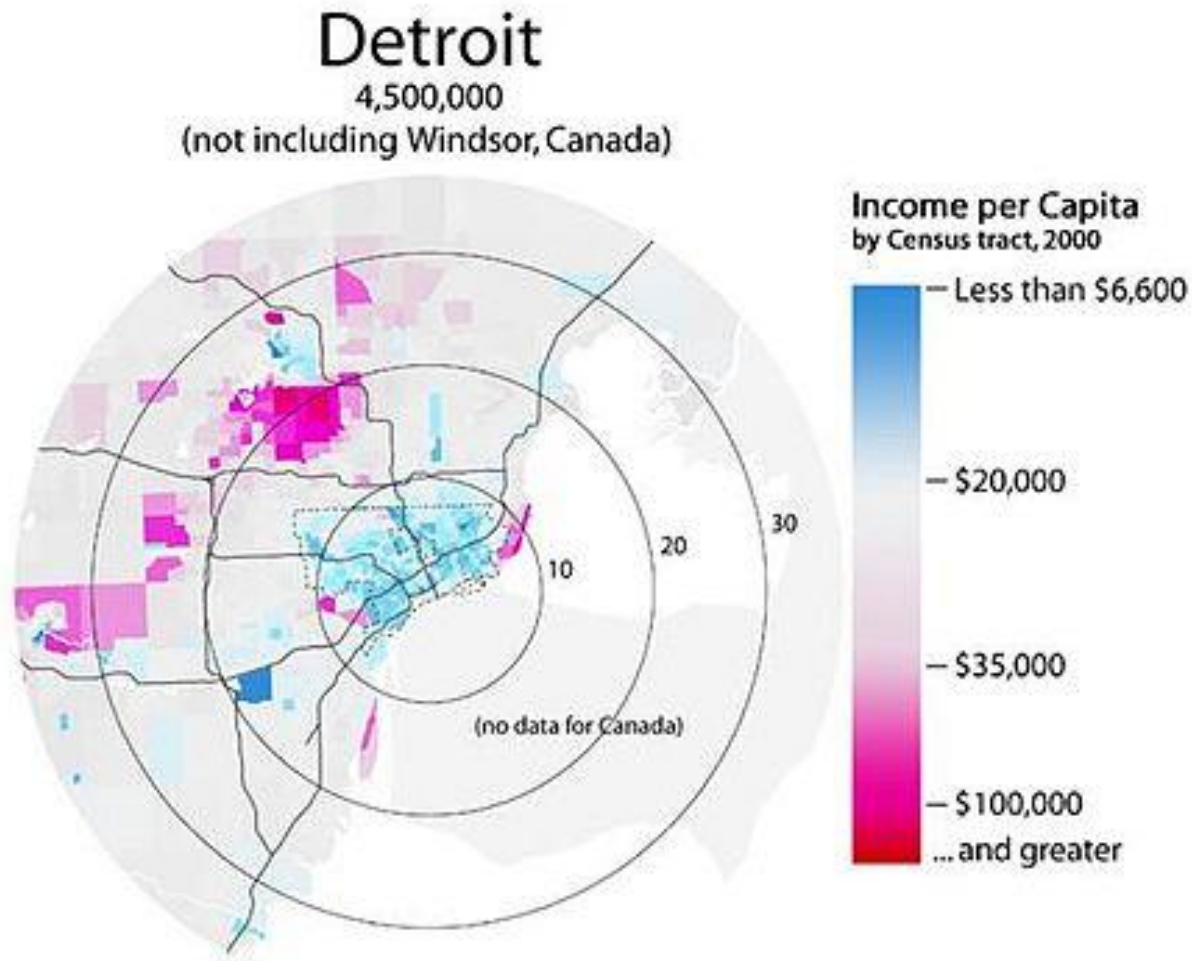 Detroit
4,500,000
(not including Windsor, Canada)
Income per Capita
by Census tract, 2000
Less than $6,600
$20,000
$35,000
$100,000
... and greater
10
20
30
(no data for Canada)